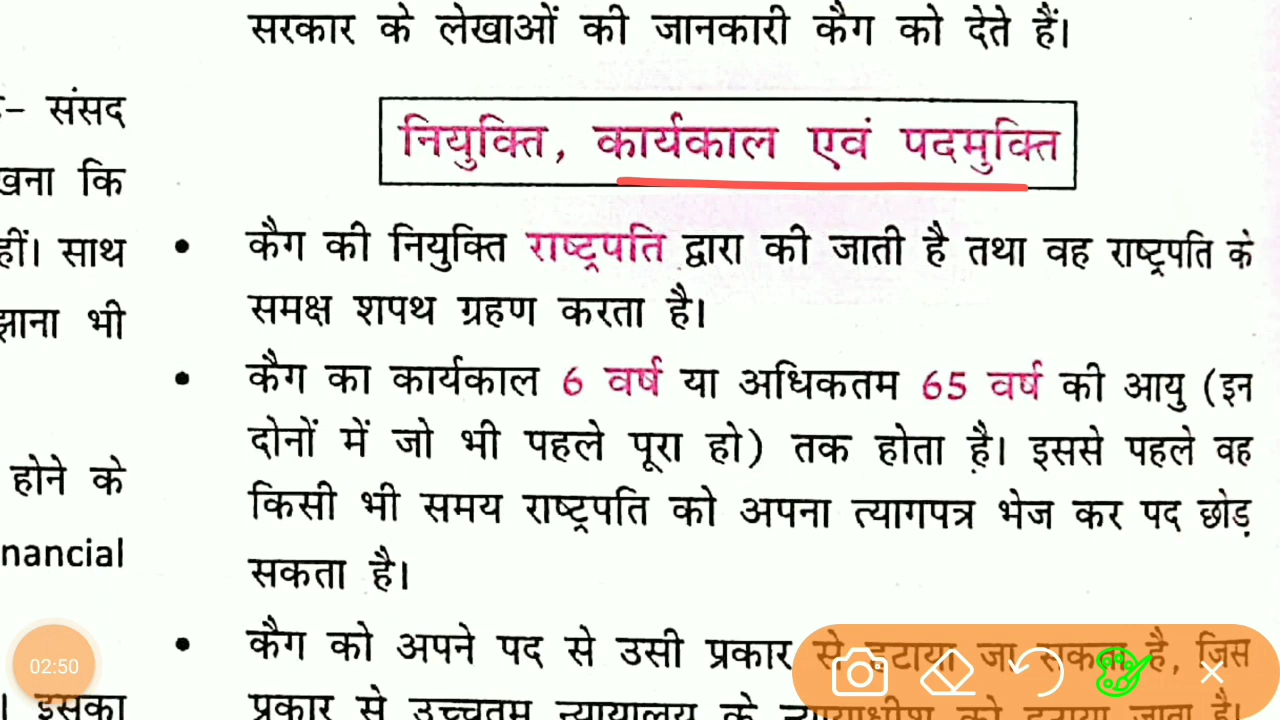 सरकार के लेखाओं की जानकारी कैग को देते हैं।
– संसद
खना कि
हीं। साथ
झाना भी
होने के
nancial
। इसका
नियुक्ति, कार्यकाल एवं पदमुक्ति
• कैग की नियुक्ति राष्ट्रपति द्वारा की जाती है तथा वह राष्ट्रपति के
समक्ष शपथ ग्रहण करता है।
• कैग का कार्यकाल 6 वर्ष या अधिकतम 65 वर्ष की आयु (इन
दोनों में जो भी पहले पूरा हो) तक होता है। इससे पहले वह
किसी भी समय राष्ट्रपति को अपना त्यागपत्र भेज कर पद छोड़
सकता है।
• कैग को अपने पद से उसी प्रकार से हटाया जा सकता है, जिस
प्रकार से उच्चतम न्यायालय के न्यायाधीश को हटाया जाता है।
02:50